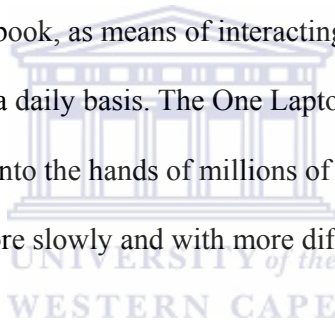 book, as means of interacting
a daily basis. The One Lapto
nto the hands of millions of
ore slowly and with more dif
UNIVERSITY of the
WESTERN CAPE